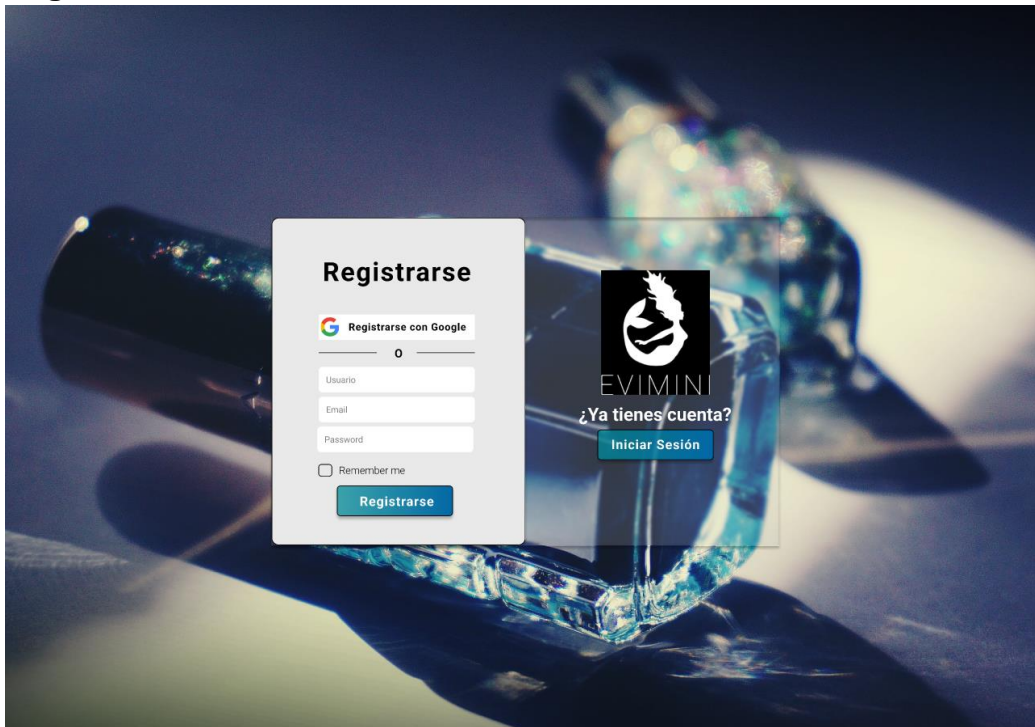 Registrarse
Registrarse con Google
O
Usuario
Email
Password
Remember me
Registrarse
EVIMINI
¿Ya tienes cuenta?
Iniciar Sesión